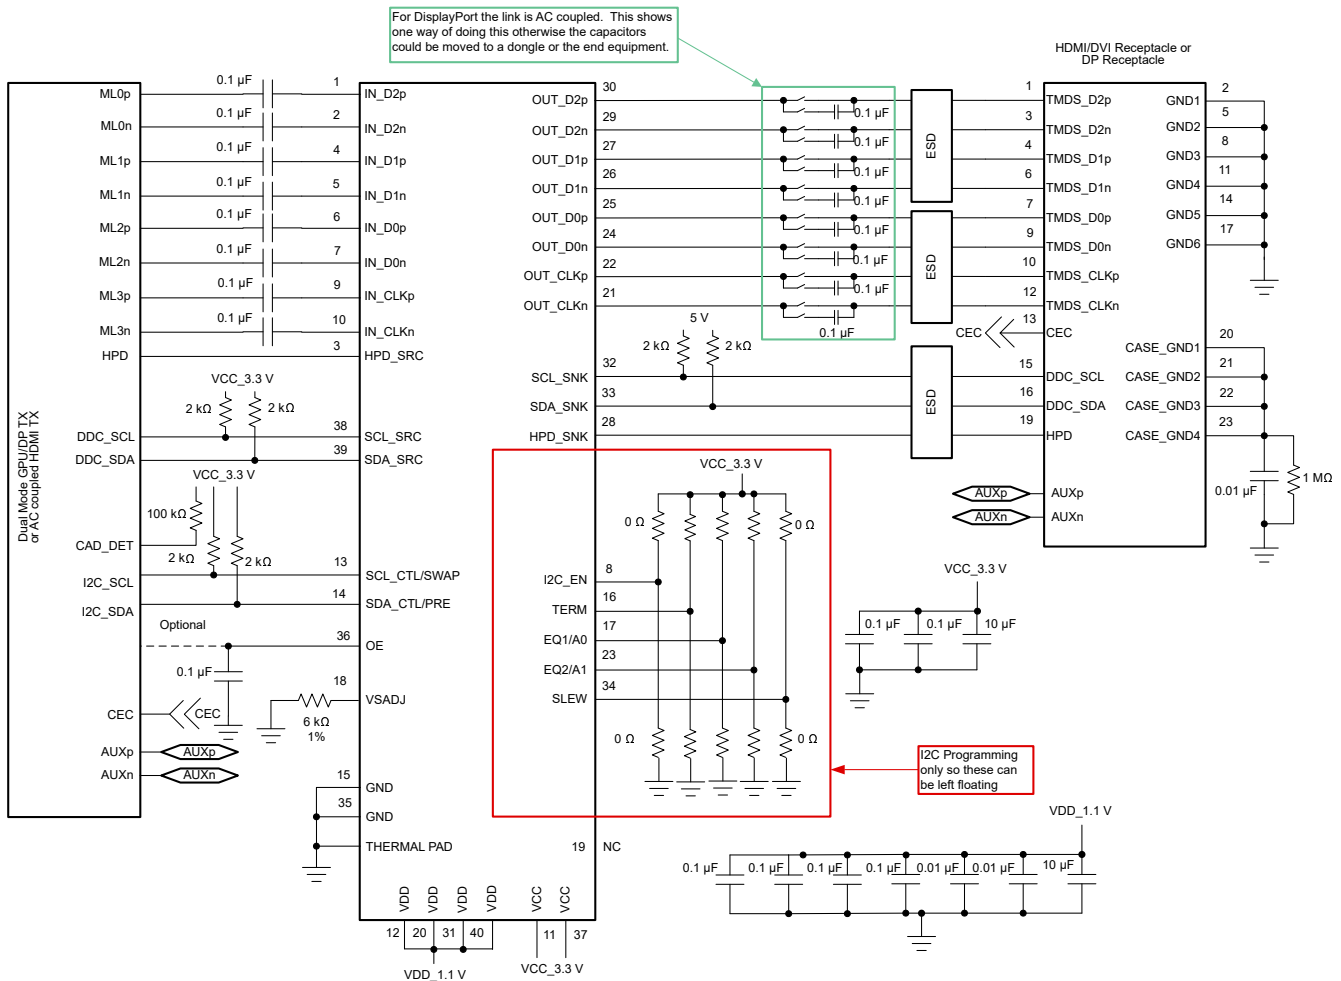 For DisplayPort the link is AC coupled. This shows
one way of doing this otherwise the capacitors
could be moved to a dongle or the end equipment.
HDMI/DVI Receptacle or
DP Receptacle
Dual Mode GPU/DP TX
or AC coupled HDMI TX
ML0p
ML0n
ML1p
ML1n
ML2p
ML2n
ML3p
ML3n
HPD
DDC_SCL
DDC_SDA
CAD_DET
I2C_SCL
I2C_SDA
CEC
AUXp
AUXn
0.1 µF
0.1 µF
0.1 µF
0.1 µF
0.1 µF
0.1 µF
0.1 µF
0.1 µF
VCC_3.3 V
2 kΩ
2 kΩ
VCC_3.3 V
100 kΩ
2 kΩ
2 kΩ
Optional
0.1 µF
CEC
6 kΩ
1%
AUXp
AUXn
1
2
4
5
6
7
9
10
3
38
39
13
14
36
18
15
35
IN_D2p
IN_D2n
IN_D1p
IN_D1n
IN_D0p
IN_D0n
IN_CLKp
IN_CLKn
HPD_SRC
SCL_SRC
SDA_SRC
SCL_CTL/SWAP
SDA_CTL/PRE
OE
VSADJ
GND
GND
THERMAL PAD
VDD
VDD
VDD
VDD
VCC
VCC
12
20
31
40
11
37
VDD_1.1 V
VCC_3.3 V
OUT_D2p
OUT_D2n
OUT_D1p
OUT_D1n
OUT_D0p
OUT_D0n
OUT_CLKp
OUT_CLKn
SCL_SNK
SDA_SNK
HPD_SNK
I2C_EN
TERM
EQ1/A0
EQ2/A1
SLEW
30
29
27
26
25
24
22
21
32
33
28
8
16
17
23
34
19
NC
0.1 µF
0.1 µF
0.1 µF
0.1 µF
0.1 µF
0.1 µF
0.1 µF
0.1 µF
5 V
2 kΩ
2 kΩ
ESD
ESD
ESD
VCC_3.3 V
0 Ω
0 Ω
0 Ω
0 Ω
I2C Programming
only so these can
be left floating
1
3
4
6
7
9
10
12
13
15
16
19
CEC
AUXp
AUXn
TMDS_D2p
TMDS_D2n
TMDS_D1p
TMDS_D1n
TMDS_D0p
TMDS_D0n
TMDS_CLKp
TMDS_CLKn
CEC
DDC_SCL
DDC_SDA
HPD
AUXp
AUXn
GND1
GND2
GND3
GND4
GND5
GND6
CASE_GND1
CASE_GND2
CASE_GND3
CASE_GND4
2
5
8
11
14
17
20
21
22
23
0.01 µF
1 MΩ
VCC_3.3 V
0.1 µF
0.1 µF
10 µF
VDD_1.1 V
0.1 µF
0.1 µF
0.1 µF
0.1 µF
0.01 µF
0.01 µF
10 µF